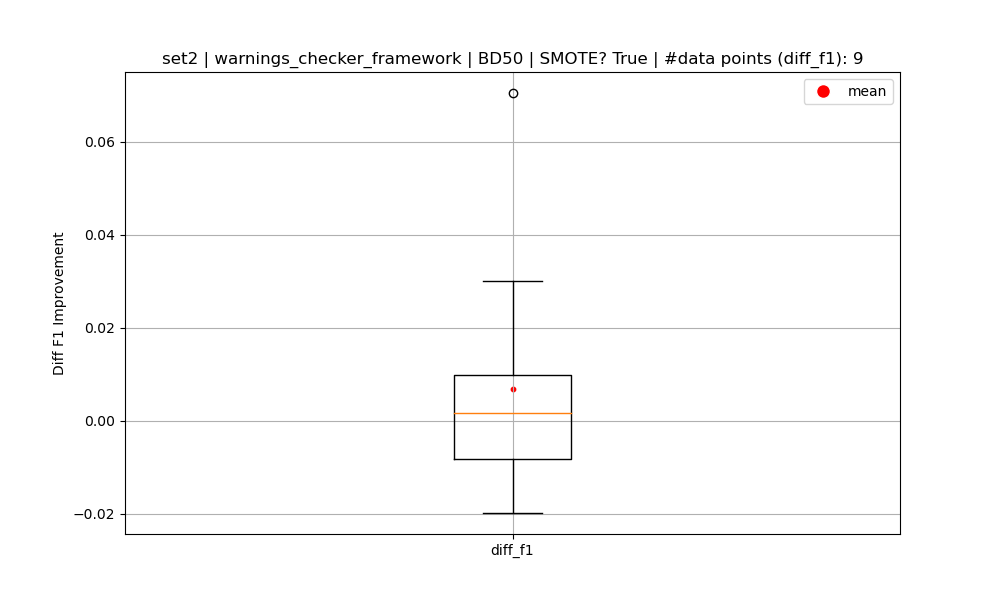 set2 | warnings_checker_framework | BD50 | SMOTE? True | #data points (diff_f1): 9
mean
0.06
0.04
0.02
0.00
−0.02
Diff F1 Improvement
diff_f1